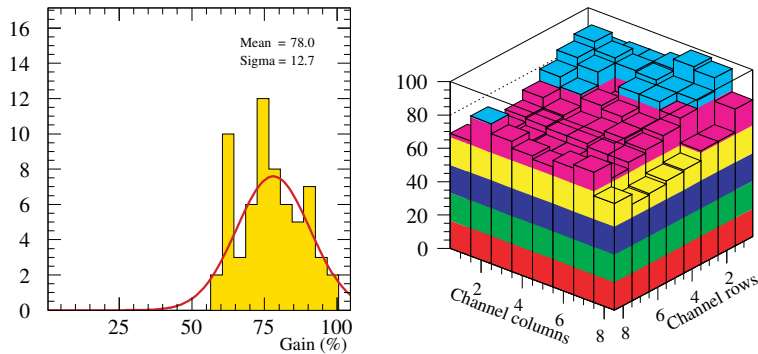 16
14
12
10
8
6
4
2
0
Mean = 78.0
Sigma = 12.7
25 50 75 100
Gain (%)
100
80
60
40
20
0
2 4 6 8
Channel columns
8 6 4 2
Channel rows